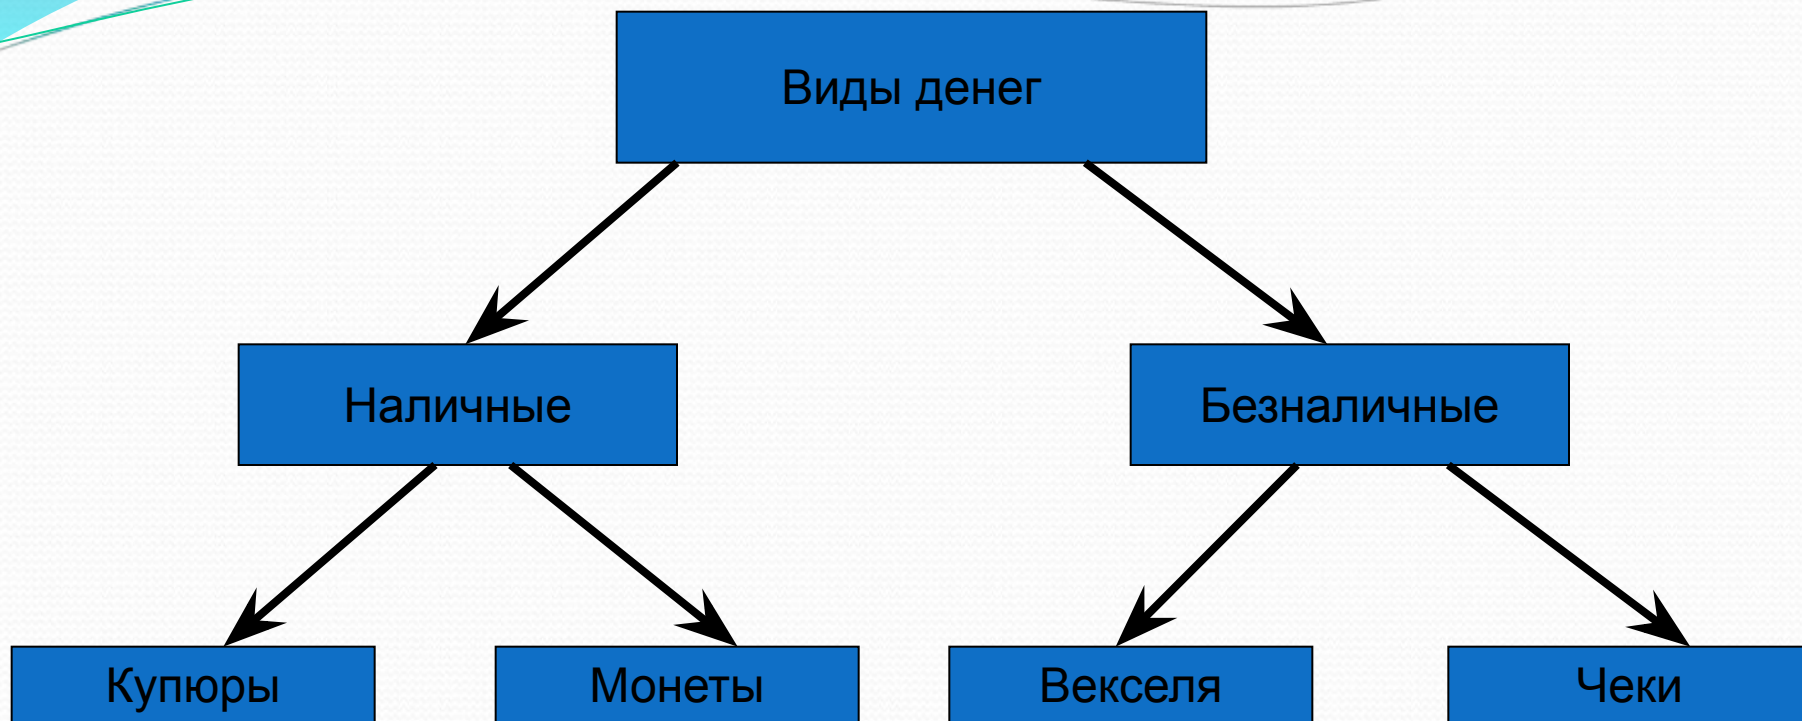 Виды денег
Наличные
Безналичные
Купюры
Монеты
Векселя
Чеки